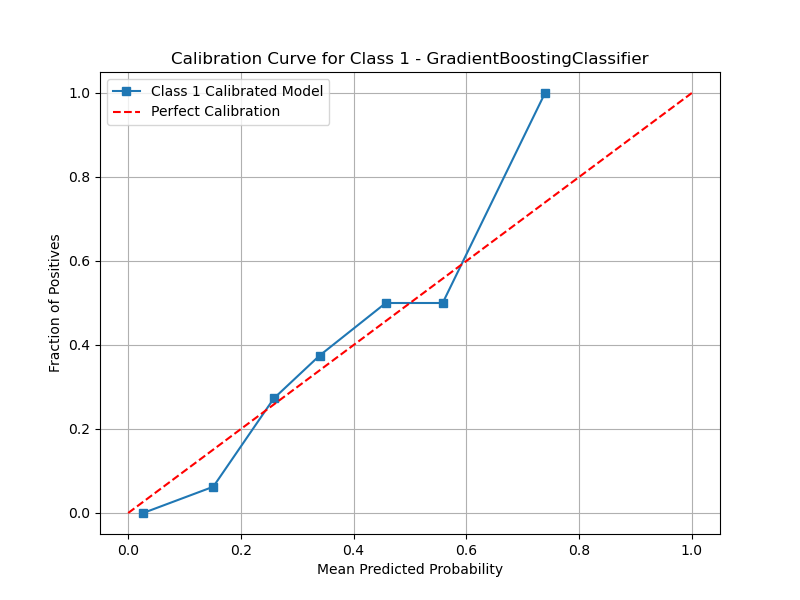 Calibration Curve for Class 1 - GradientBoostingClassifier
Class 1 Calibrated Model
Perfect Calibration
1.0
0.8
0.6
0.4
0.2
0.0
Fraction of Positives
0.0 0.2 0.4 0.6 0.8 1.0
Mean Predicted Probability